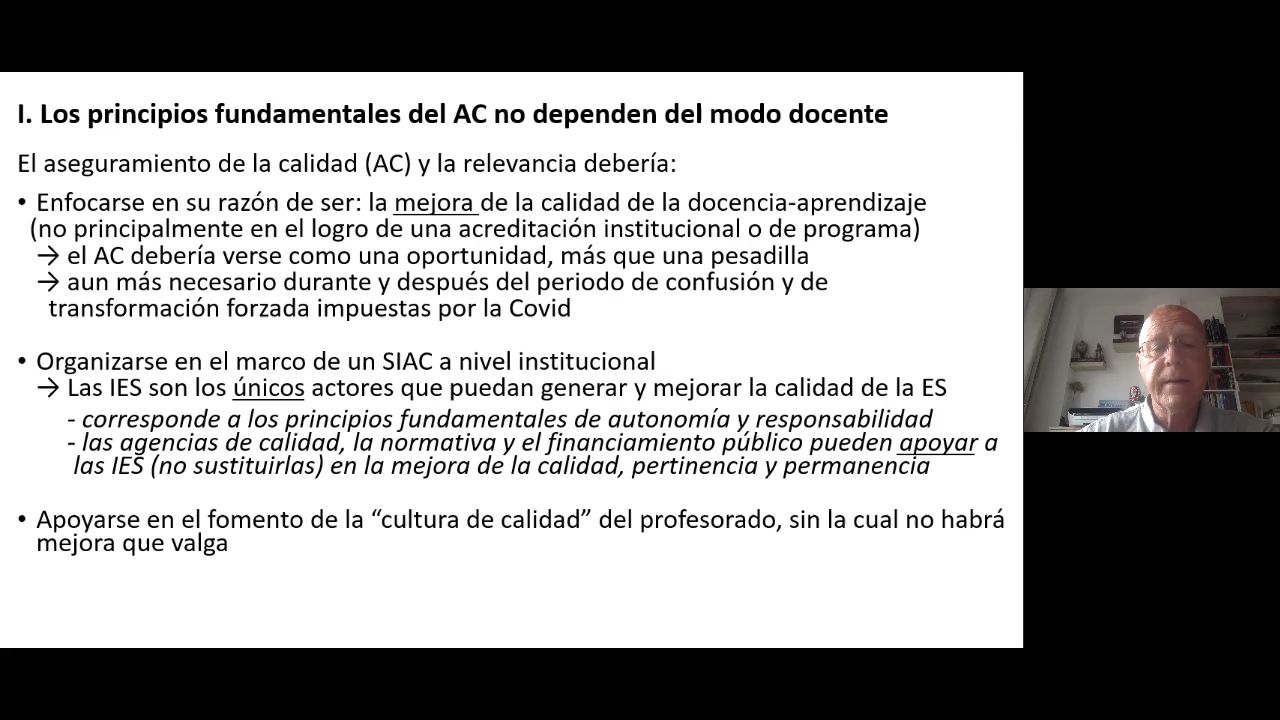 I. Los principios fundamentales del AC no dependen del modo docente
El aseguramiento de la calidad (AC) y la relevancia debería:
• Enfocarse en su razón de ser: la mejora de la calidad de la docencia-aprendizaje
(no principalmente en el logro de una acreditación institucional o de programa)
→ el AC debería verse como una oportunidad, más que una pesadilla
→ aun más necesario durante y después del periodo de confusión y de
transformación forzada impuestas por la Covid
• Organizarse en el marco de un SIAC a nivel institucional
→ Las IES son los únicos actores que puedan generar y mejorar la calidad de la ES
- corresponde a los principios fundamentales de autonomía y responsabilidad
- las agencias de calidad, la normativa y el financiamiento público pueden apoyar a
las IES (no sustituirlas) en la mejora de la calidad, pertinencia y permanencia
• Apoyarse en el fomento de la “cultura de calidad” del profesorado, sin la cual no habrá
mejora que valga